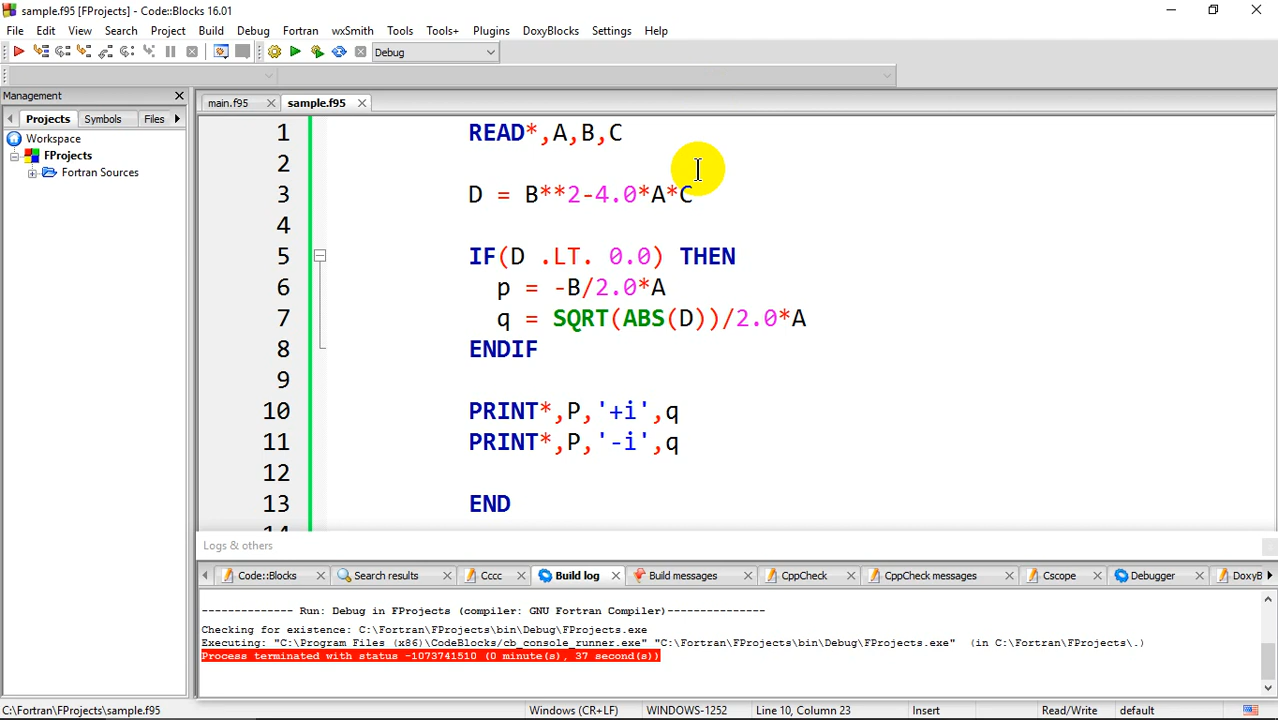 sample.f95 [FProjects] - Code::Blocks 16.01
File Edit View Search Project Build Debug Fortran wxSmith Tools Tools+ Plugins DoxyBlocks Settings Help
Debug
Management
main.f95 sample.f95
Projects Symbols Files
Workspace
FProjects
Fortran Sources
1 READ*,A,B,C
2
3 D = B**2-4.0*A*C
4
5 IF(D .LT. 0.0) THEN
6 p = -B/2.0*A
7 q = SQRT(ABS(D))/2.0*A
8 ENDIF
9
10 PRINT*,P,'+i',q
11 PRINT*,P,'-i',q
12
13 END
Logs & others
Code::Blocks Search results Cccc Build log Build messages CppCheck CppCheck messages Cscope Debugger DoxyB
-------------- Run: Debug in FProjects (compiler: GNU Fortran Compiler)---------------
Checking for existence: C:\Fortran\FProjects\bin\Debug\FProjects.exe
Executing: "C:\Program Files (x86)\CodeBlocks/cb_console_runner.exe" "C:\Fortran\FProjects\bin\Debug\FProjects.exe" (in C:\Fortran\FProjects\.)
Process terminated with status -1073741510 (0 minute(s), 37 second(s))
C:\Fortran\FProjects\sample.f95 Windows (CR+LF) WINDOWS-1252 Line 10, Column 23 Insert Read/Write default